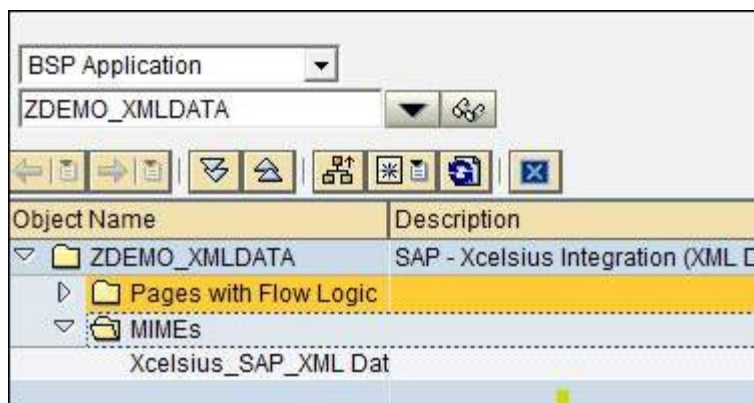 BSP Application
ZDEMO_XMLDATA
Object Name Description
ZDEMO_XMLDATA SAP - Xcelsius Integration (XML D
Pages with Flow Logic
MIMEs
Xcelsius_SAP_XML Dat